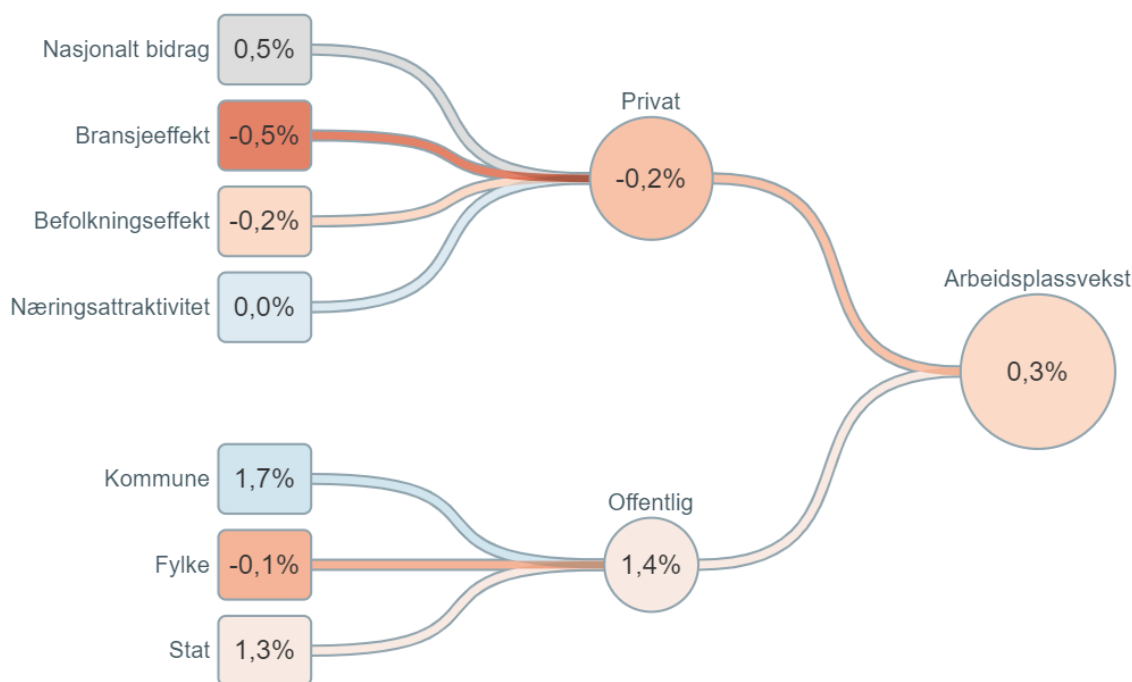 Nasjonalt bidrag
0,5%
Bransjeeffekt
-0,5%
Befolkningseffekt
-0,2%
Næringsattraktivitet
0,0%
Privat
-0,2%
Arbeidsplassvekst
0,3%
Kommune
1,7%
Fylke
-0,1%
Stat
1,3%
Offentlig
1,4%